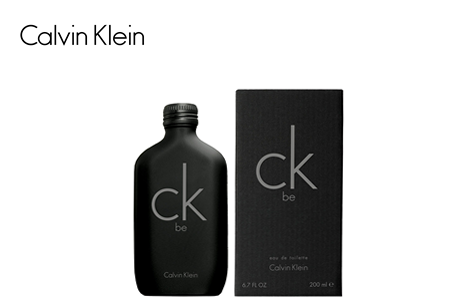 Calvin Klein
ck
be
Calvin Klein
ck
be
eau de toilette
Calvin Klein
6.7 FL OZ 200 ml ℮